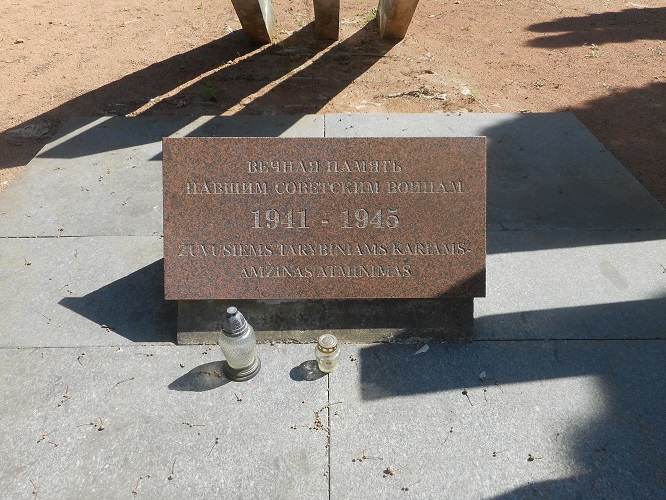 ВЕЧНАЯ ПАМЯТЬ
ПАВШИМ СОВЕТСКИМ ВОИНАМ
1941 - 1945
ŽUVUSIEMS TARYBINIAMS KARIAMS-
AMŽINAS ATMINIMAS